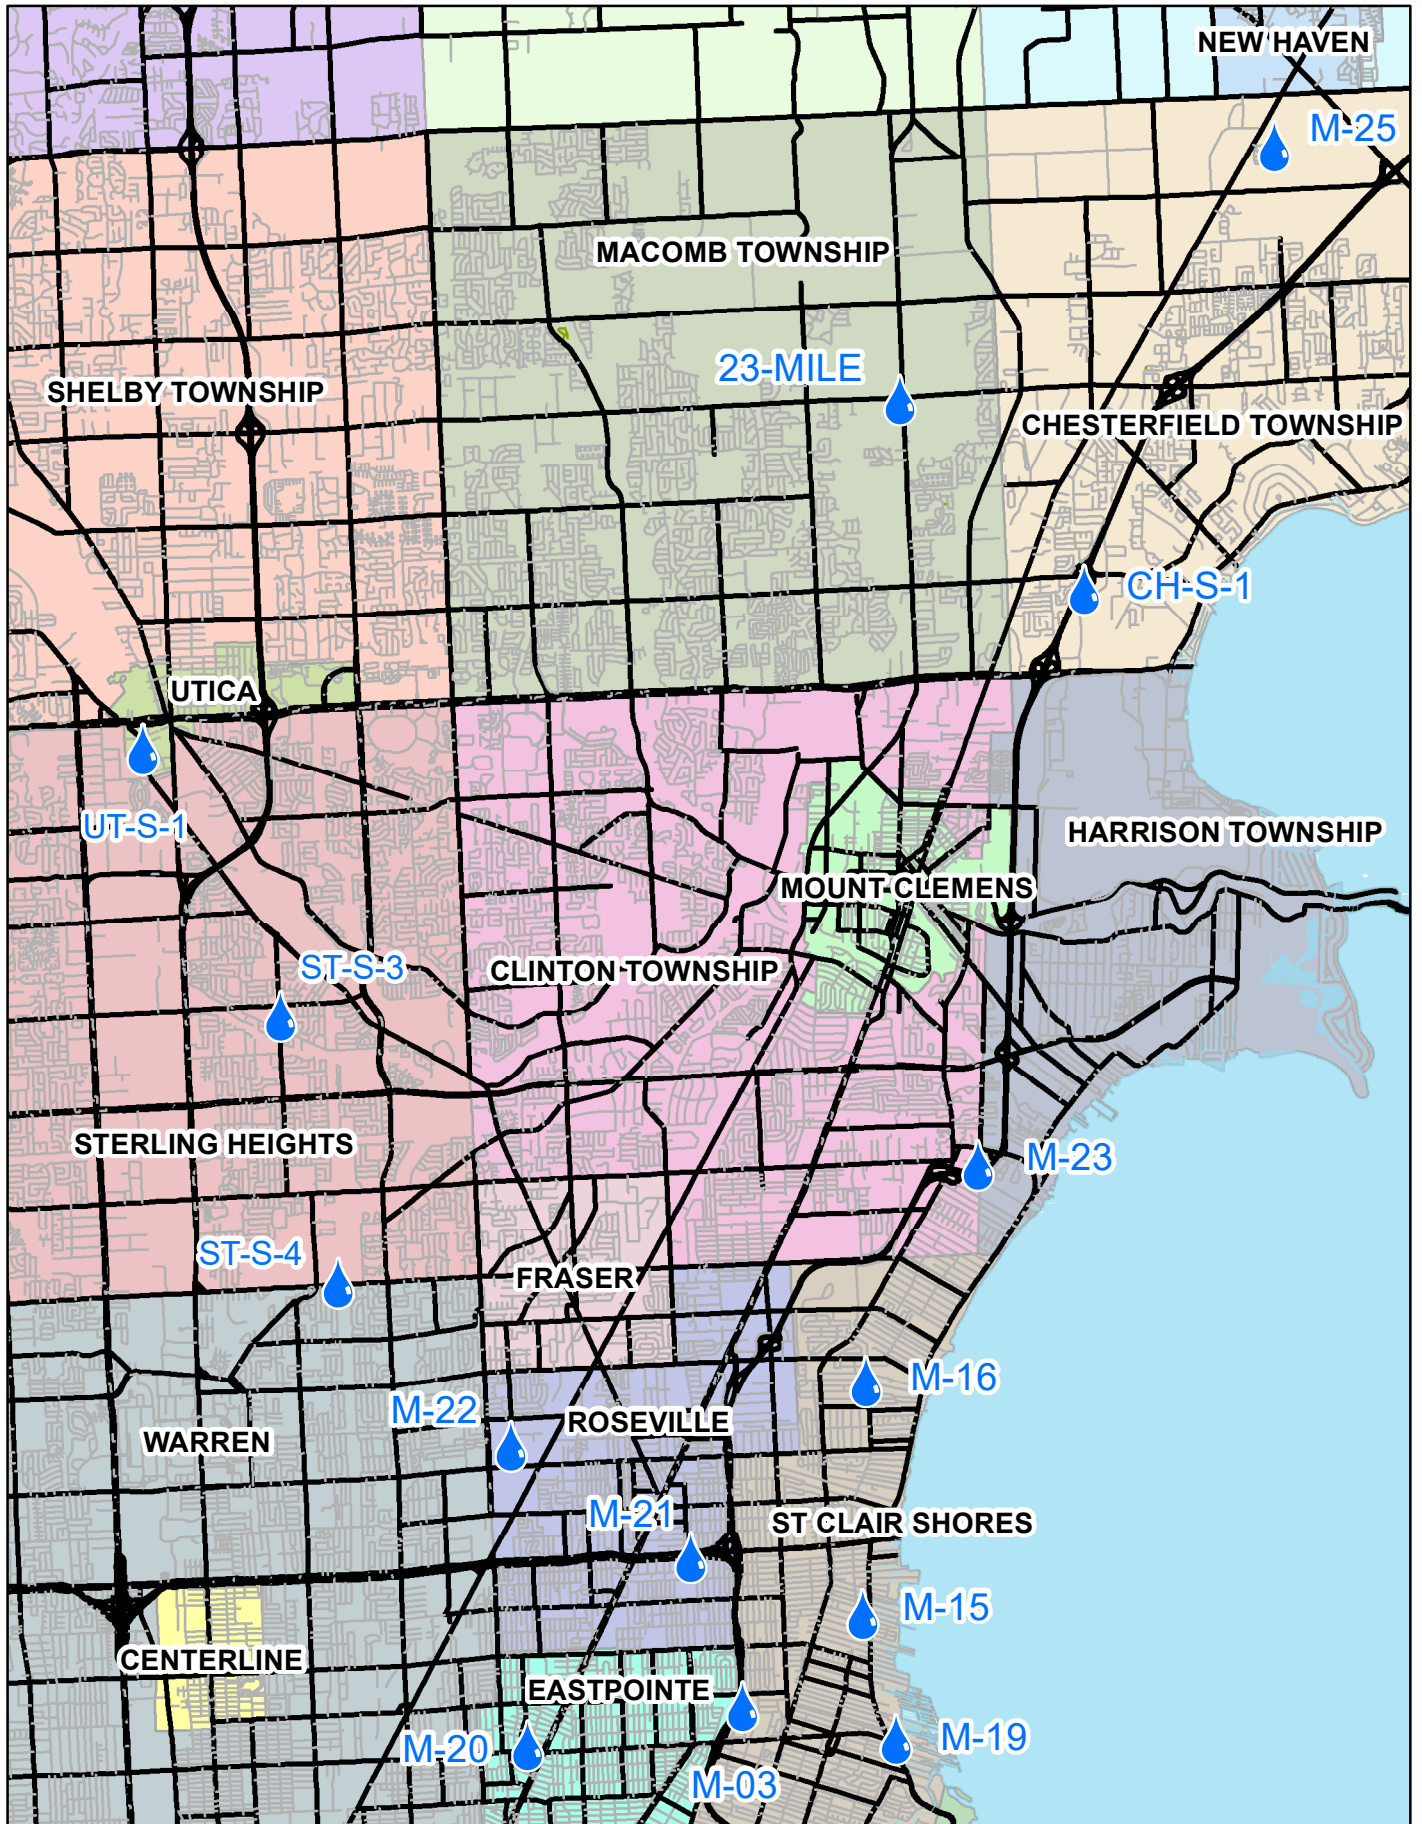 NEW HAVEN
M-25
MACOMB TOWNSHIP
23-MILE
SHELBY TOWNSHIP
CHESTERFIELD TOWNSHIP
CH-S-1
UTICA
UT-S-1
HARRISON TOWNSHIP
MOUNT CLEMENS
ST-S-3
CLINTON TOWNSHIP
STERLING HEIGHTS
M-23
ST-S-4
FRASER
M-16
M-22
ROSEVILLE
WARREN
M-21
ST CLAIR SHORES
M-15
CENTERLINE
EASTPOINTE
M-20
M-19
M-03